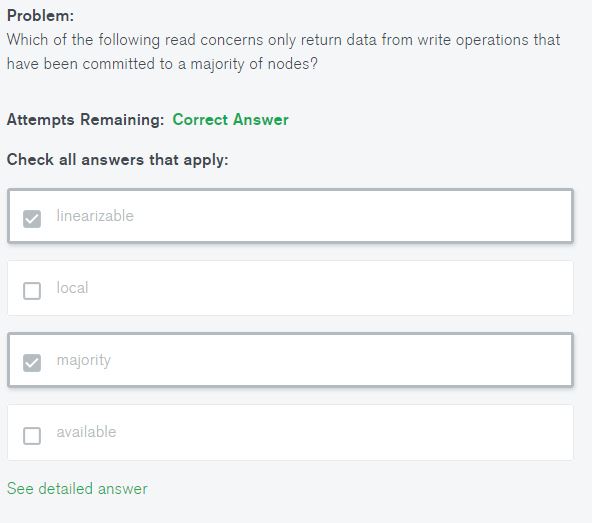 Problem:
Which of the following read concerns only return data from write operations that
have been committed to a majority of nodes?
Attempts Remaining: Correct Answer
Check all answers that apply:
linearizable
local
majority
available
See detailed answer